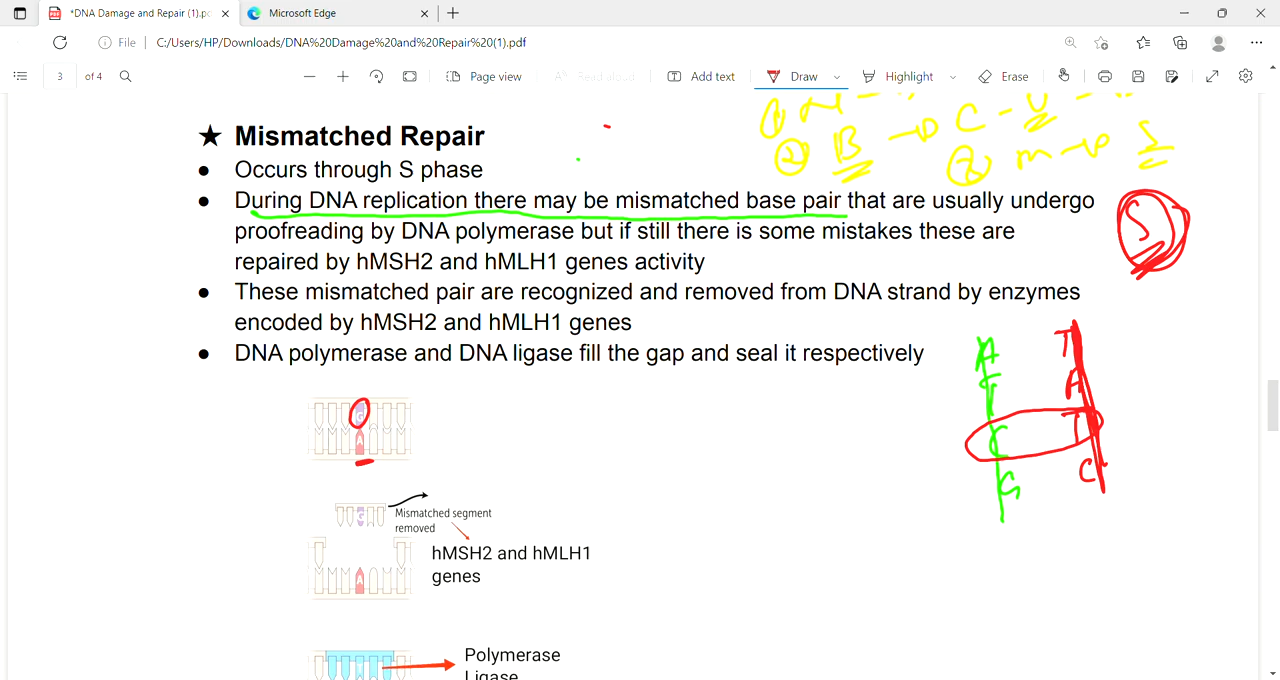 *DNA Damage and Repair (1).pd
Microsoft Edge
File
C:/Users/HP/Downloads/DNA%20Damage%20and%20Repair%20(1).pdf
3
of 4
Page view
Read aloud
Add text
Draw
Highlight
Erase
② B → C - U
③ m → S
★ Mismatched Repair
● Occurs through S phase
● During DNA replication there may be mismatched base pair that are usually undergo
proofreading by DNA polymerase but if still there is some mistakes these are
repaired by hMSH2 and hMLH1 genes activity
S
● These mismatched pair are recognized and removed from DNA strand by enzymes
encoded by hMSH2 and hMLH1 genes
● DNA polymerase and DNA ligase fill the gap and seal it respectively
A T
A
C T
G C
G
A
G
Mismatched segment
removed
hMSH2 and hMLH1
genes
A
Polymerase
Ligase